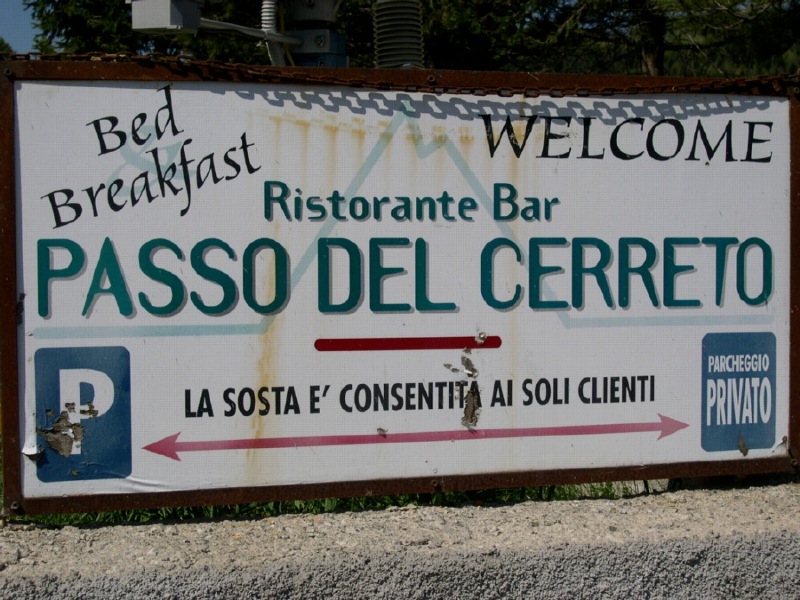 Bed
Breakfast
WELCOME
Ristorante Bar
PASSO DEL CERRETO
P
LA SOSTA E' CONSENTITA AI SOLI CLIENTI
PARCHEGGIO
PRIVATO